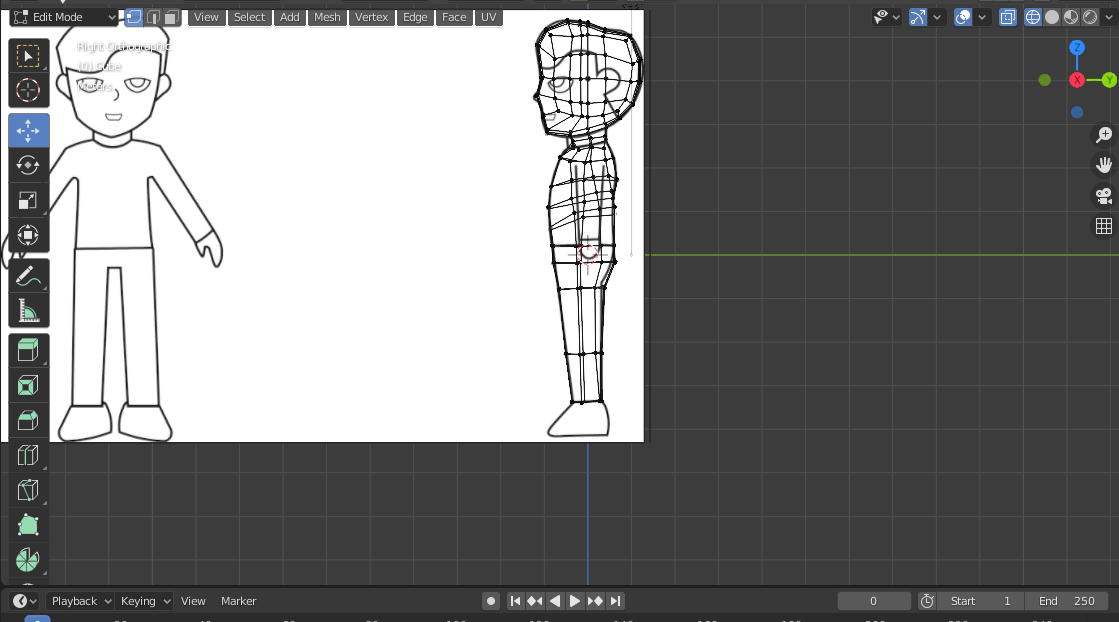 Edit Mode View Select Add Mesh Vertex Edge Face UV
Right Orthographic
(0) Cube
Meters
Z
X
Y
Playback Keying View Marker 0 Start 1 End 250